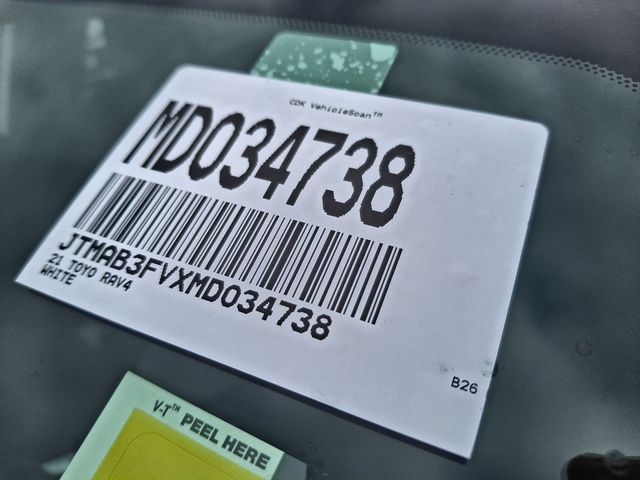 CDK VehicleScan™
MD034738
JTMAB3FVXMD034738
21 TOYO RAV4
WHITE
B26
V-T™ PEEL HERE